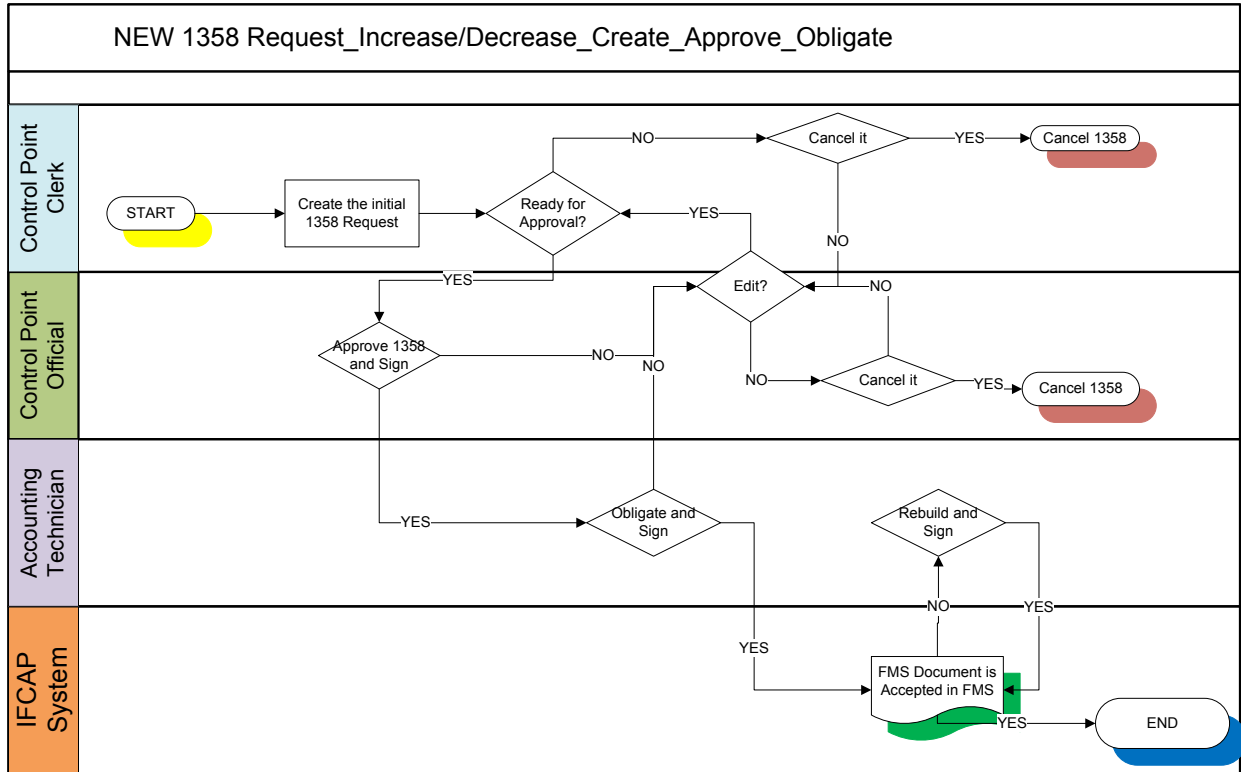 NEW 1358 Request_Increase/Decrease_Create_Approve_Obligate
Control Point
Clerk
START
Create the initial
1358 Request
Ready for
Approval?
NO
Cancel it
YES
Cancel 1358
YES
NO
YES
Control Point
Official
Edit?
NO
Approve 1358
and Sign
NO
NO
NO
Cancel it
YES
Cancel 1358
Accounting
Technician
YES
Obligate and
Sign
Rebuild and
Sign
NO
YES
IFCAP
System
YES
FMS Document is
Accepted in FMS
YES
END